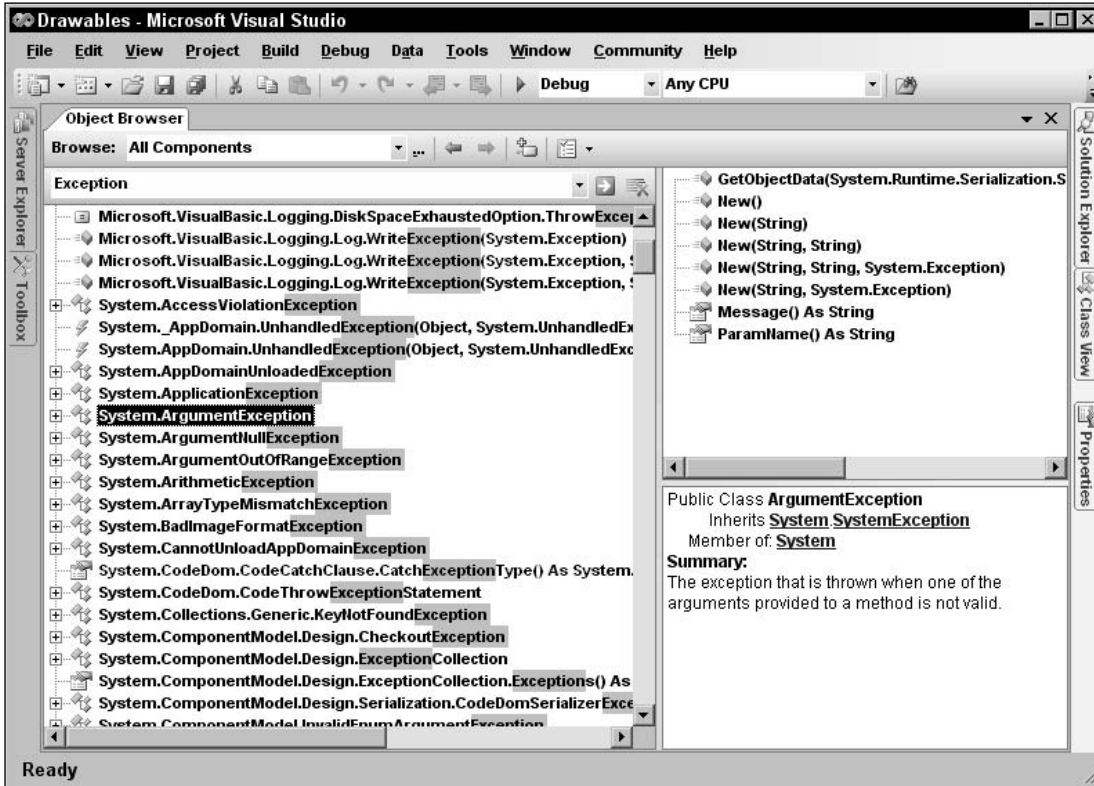 Drawables - Microsoft Visual Studio
File Edit View Project Build Debug Data Tools Window Community Help
Debug Any CPU
Server Explorer
Toolbox
Object Browser
Browse: All Components ...
Exception
Microsoft.VisualBasic.Logging.DiskSpaceExhaustedOption.ThrowExcep
Microsoft.VisualBasic.Logging.Log.WriteException(System.Exception)
Microsoft.VisualBasic.Logging.Log.WriteException(System.Exception,
Microsoft.VisualBasic.Logging.Log.WriteException(System.Exception,
System.AccessViolationException
System._AppDomain.UnhandledException(Object, System.UnhandledEx
System.AppDomain.UnhandledException(Object, System.UnhandledExc
System.AppDomainUnloadedException
System.ApplicationException
System.ArgumentException
System.ArgumentNullException
System.ArgumentOutOfRangeException
System.ArithmeticException
System.ArrayTypeMismatchException
System.BadImageFormatException
System.CannotUnloadAppDomainException
System.CodeDom.CodeCatchClause.CatchExceptionType() As System.
System.CodeDom.CodeThrowExceptionStatement
System.Collections.Generic.KeyNotFoundException
System.ComponentModel.Design.CheckoutException
System.ComponentModel.Design.ExceptionCollection
System.ComponentModel.Design.ExceptionCollection.Exceptions() As
System.ComponentModel.Design.Serialization.CodeDomSerializerExce
System.ComponentModel.InvalidEnumArgumentException
GetObjectData(System.Runtime.Serialization.S
New()
New(String)
New(String, String)
New(String, String, System.Exception)
New(String, System.Exception)
Message() As String
ParamName() As String
Public Class ArgumentException
Inherits System.SystemException
Member of: System
Summary:
The exception that is thrown when one of the
arguments provided to a method is not valid.
Solution Explorer
Class View
Properties
Ready